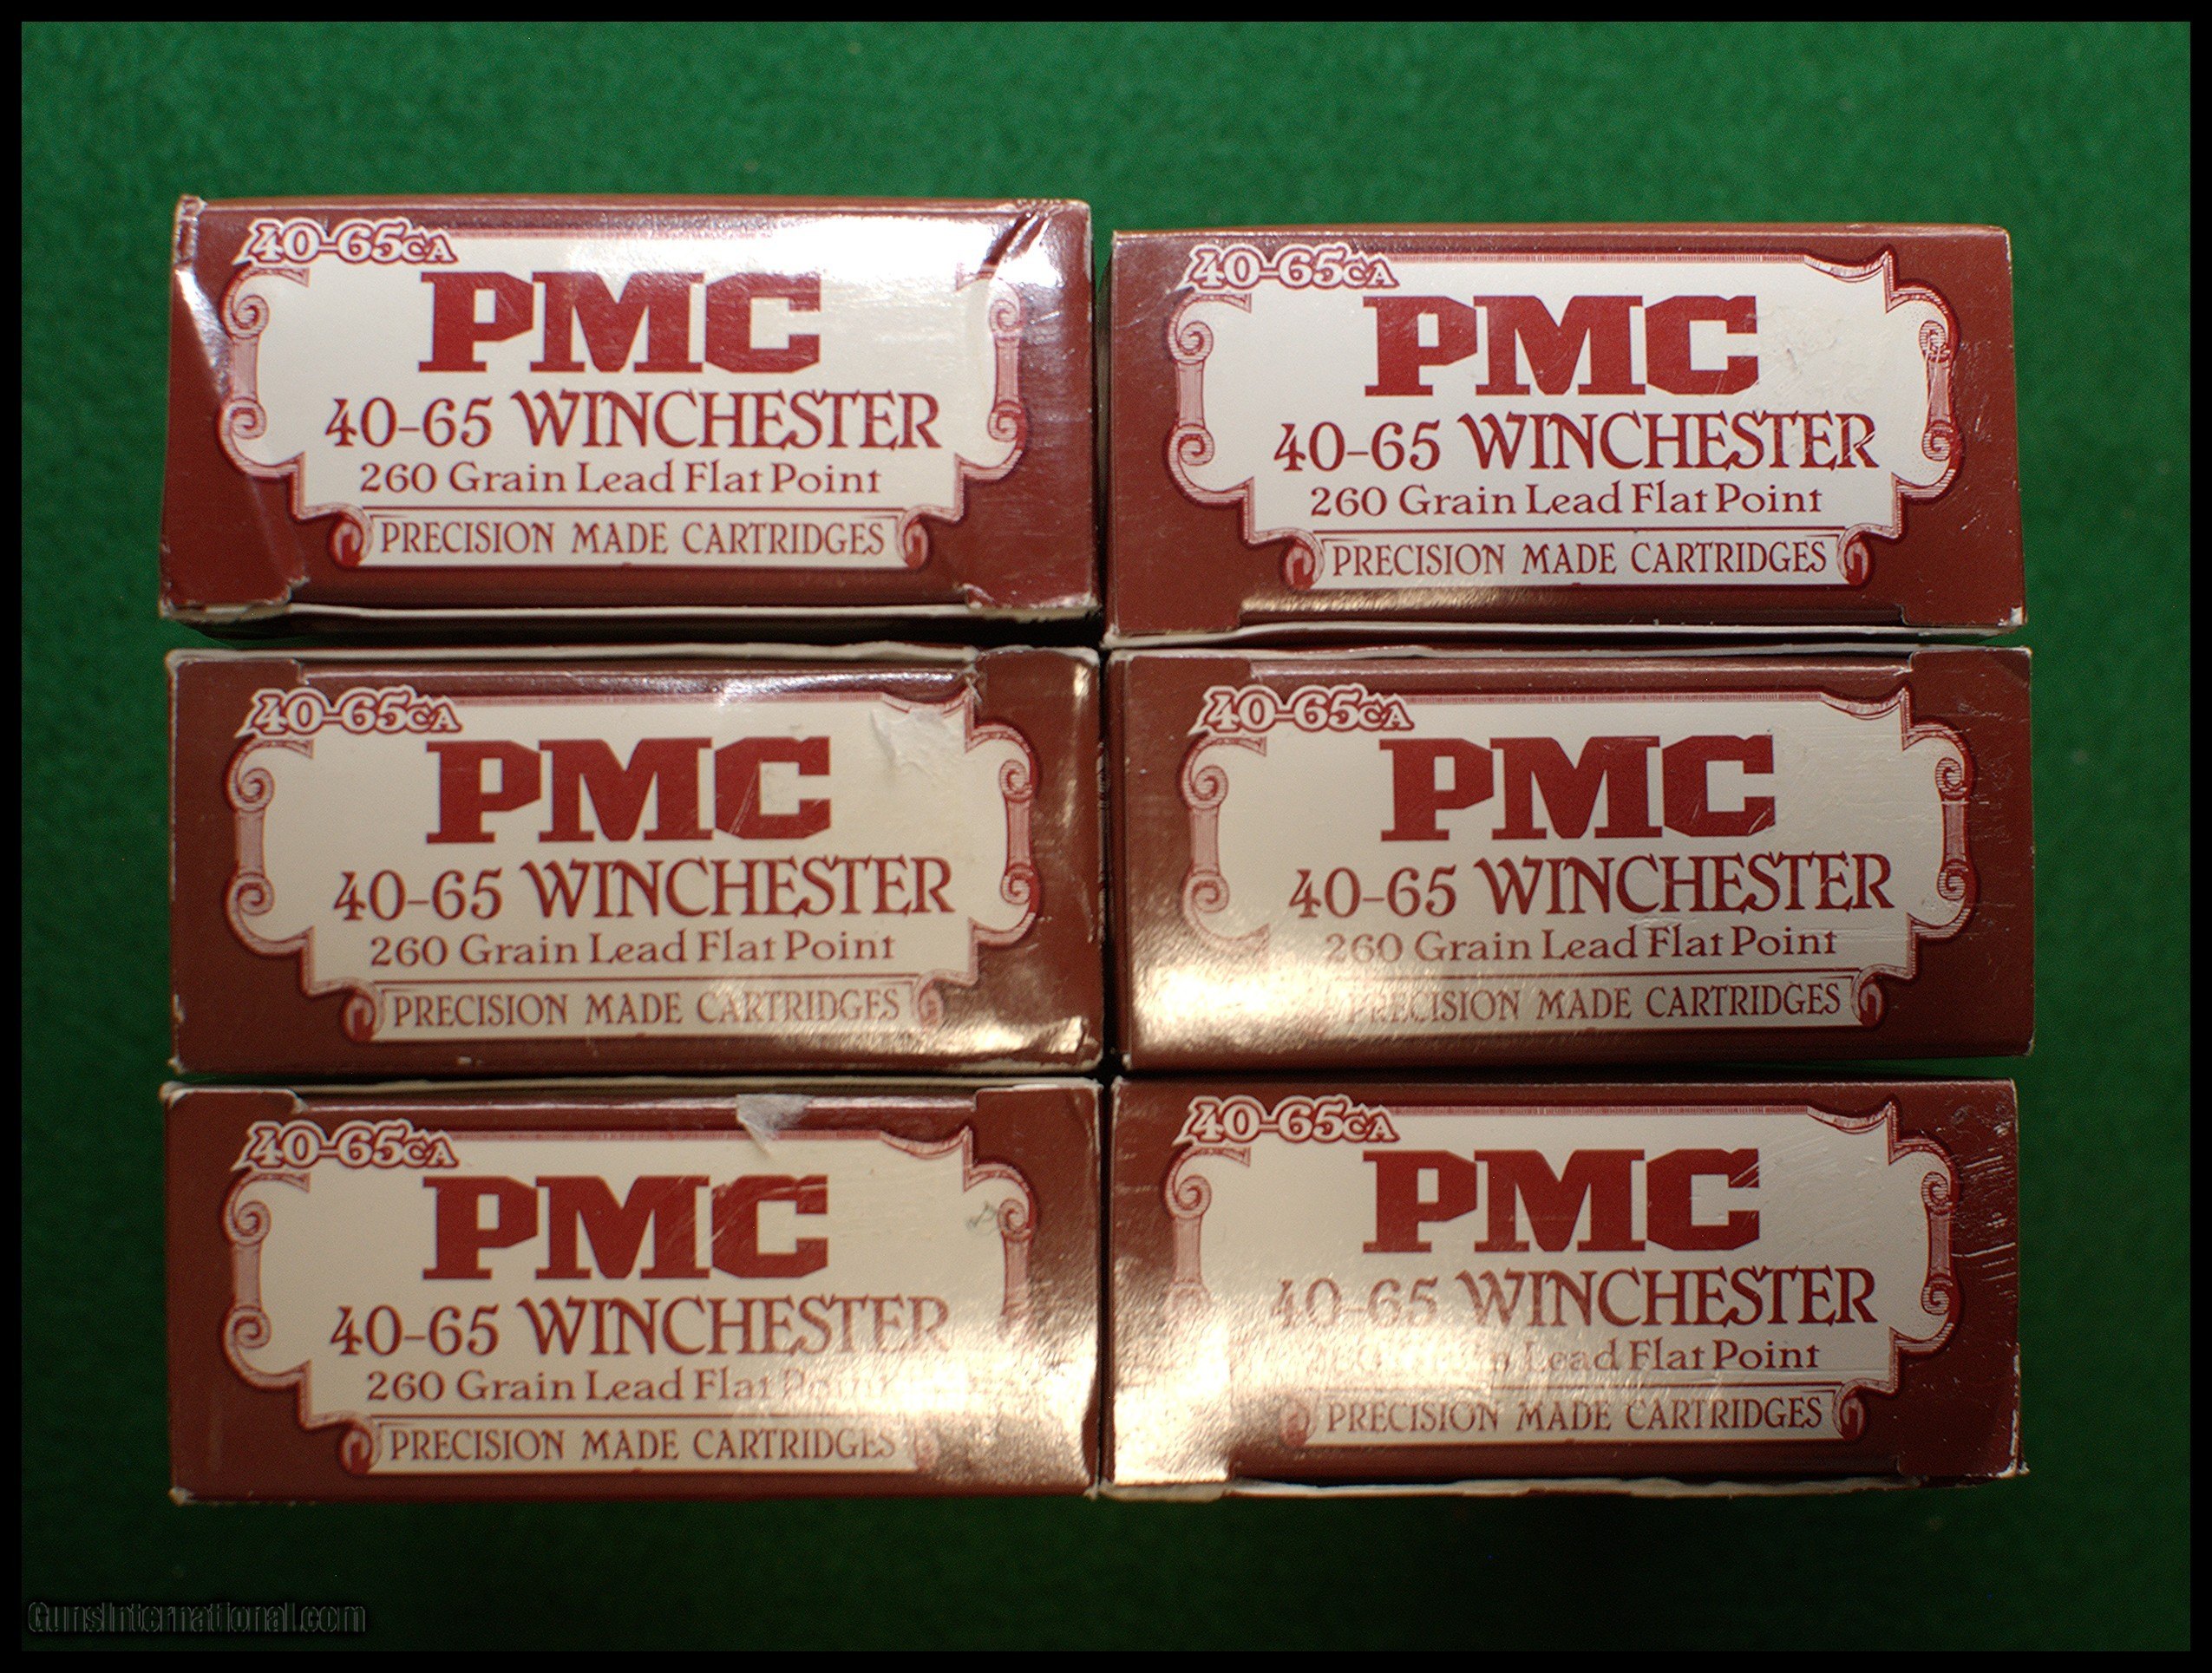 40-65CA
PMC
40-65 WINCHESTER
260 Grain Lead Flat Point
PRECISION MADE CARTRIDGES
40-65CA
PMC
40-65 WINCHESTER
260 Grain Lead Flat Point
PRECISION MADE CARTRIDGES
40-65CA
PMC
40-65 WINCHESTER
260 Grain Lead Flat Point
PRECISION MADE CARTRIDGES
40-65CA
PMC
40-65 WINCHESTER
260 Grain Lead Flat Point
PRECISION MADE CARTRIDGES
40-65CA
PMC
40-65 WINCHESTER
260 Grain Lead Flat Point
PRECISION MADE CARTRIDGES
40-65CA
PMC
40-65 WINCHESTER
Lead Flat Point
PRECISION MADE CARTRIDGES
GunsInternational.com